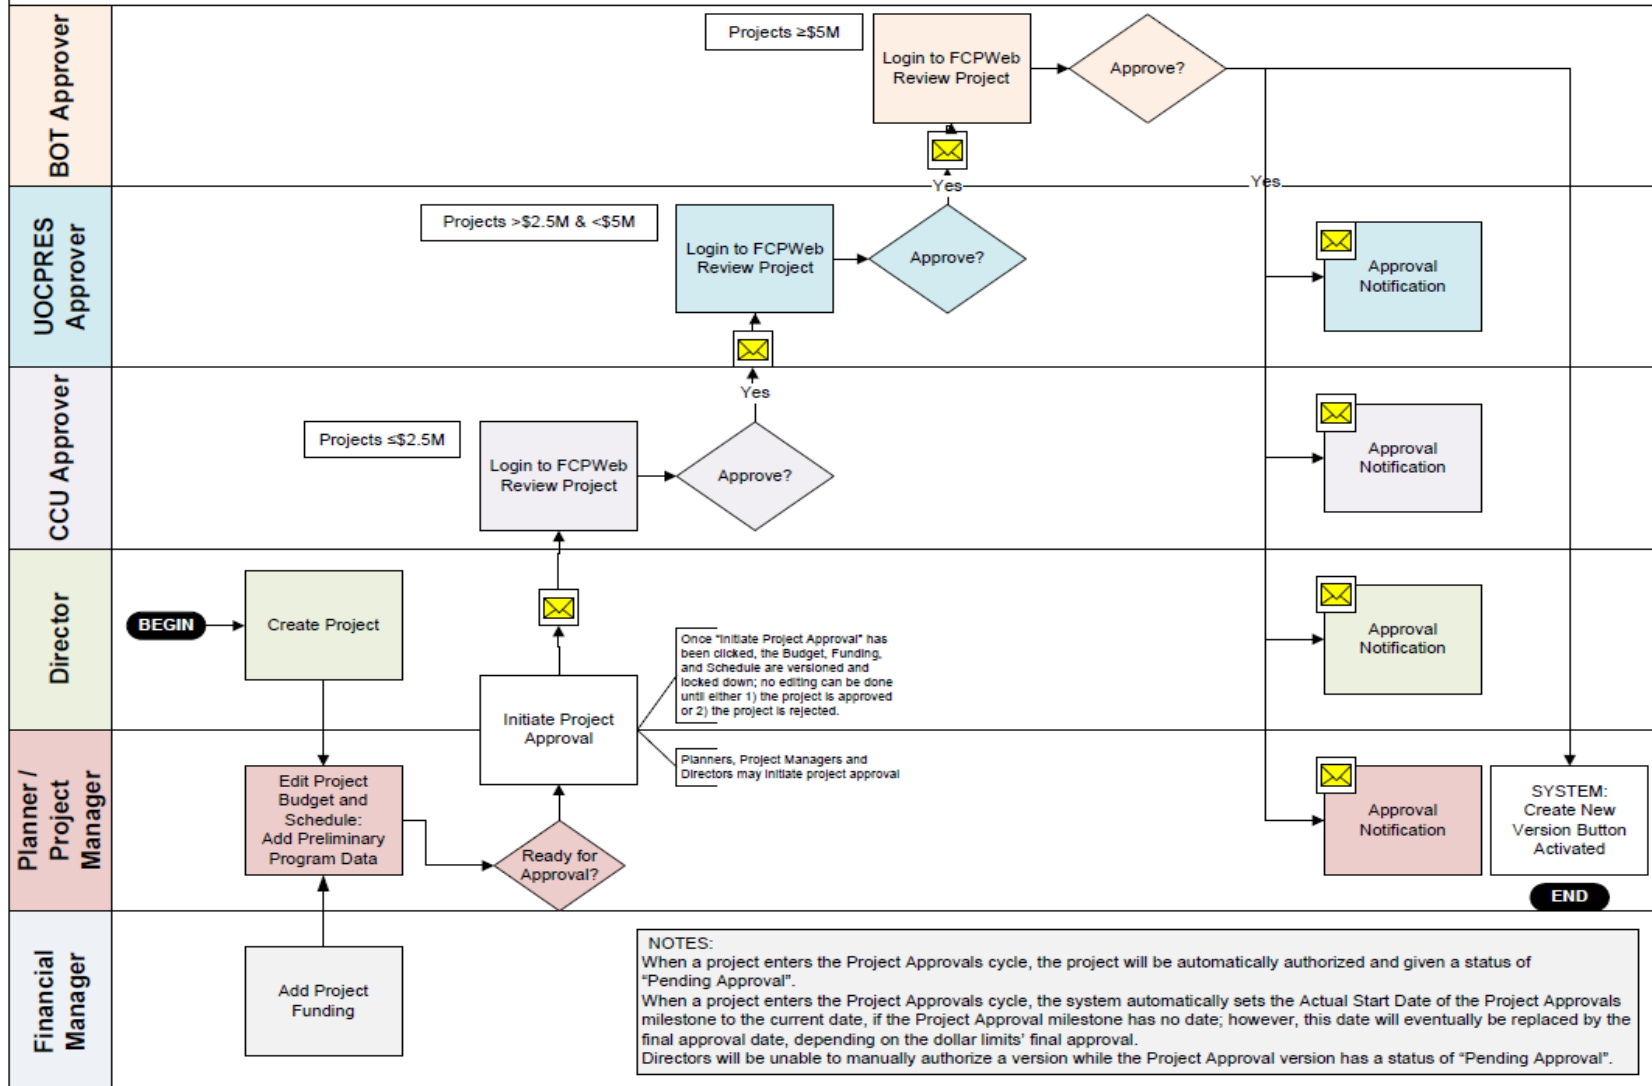 BOT Approver
Projects ≥$5M
Login to FCPWeb
Review Project
Approve?
Yes
Yes
UOCPRES
Approver
Projects >$2.5M & <$5M
Login to FCPWeb
Review Project
Approve?
Approval
Notification
Yes
CCU Approver
Projects ≤$2.5M
Login to FCPWeb
Review Project
Approve?
Approval
Notification
Director
BEGIN
Create Project
Once "Initiate Project Approval" has
been clicked, the Budget, Funding,
and Schedule are versioned and
locked down; no editing can be done
until either 1) the project is approved
or 2) the project is rejected.
Approval
Notification
Initiate Project
Approval
Planners, Project Managers and
Directors may initiate project approval
Planner /
Project
Manager
Edit Project
Budget and
Schedule:
Add Preliminary
Program Data
Ready for
Approval?
Approval
Notification
SYSTEM:
Create New
Version Button
Activated
END
Financial
Manager
Add Project
Funding
NOTES:
When a project enters the Project Approvals cycle, the project will be automatically authorized and given a status of
“Pending Approval”.
When a project enters the Project Approvals cycle, the system automatically sets the Actual Start Date of the Project Approvals
milestone to the current date, if the Project Approval milestone has no date; however, this date will eventually be replaced by the
final approval date, depending on the dollar limits’ final approval.
Directors will be unable to manually authorize a version while the Project Approval version has a status of “Pending Approval”.